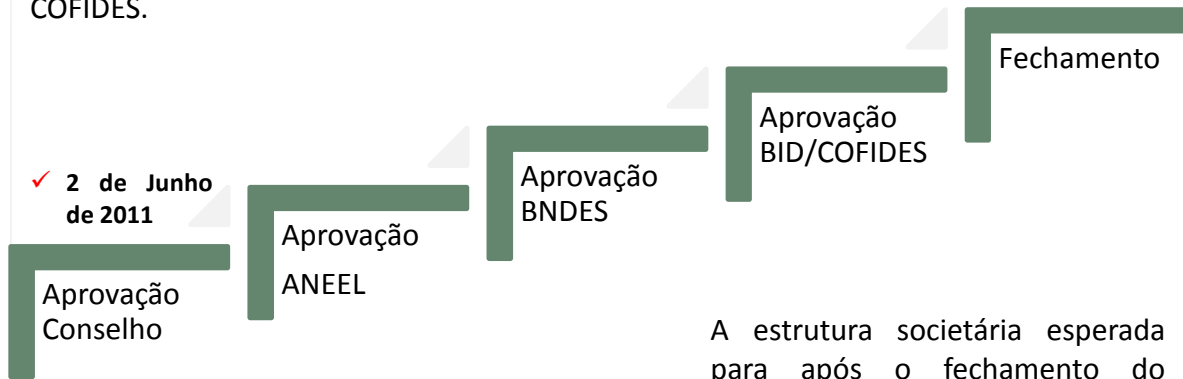 COFIDES.
✓ 2 de Junho
de 2011
Aprovação
Conselho
Aprovação
ANEEL
Aprovação
BNDES
Aprovação
BID/COFIDES
Fechamento
A estrutura societária esperada
para após o fechamento do